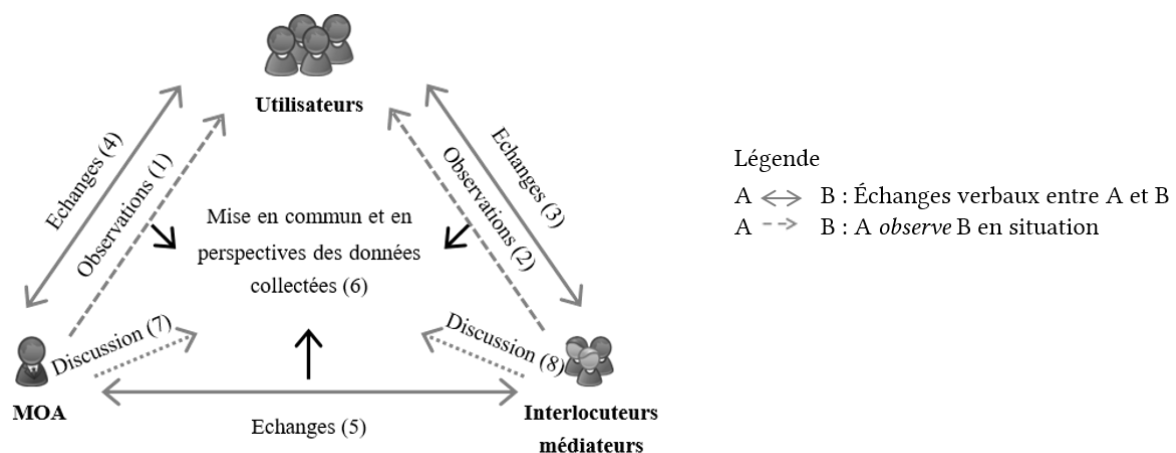 Utilisateurs
Echanges (4)
Observations (1)
Echanges (3)
Observations (2)
Mise en commun et en
perspectives des données
collectées (6)
Discussion (7)
Discussion (8)
MOA
Echanges (5)
Interlocuteurs
médiateurs
Légende
A B : Échanges verbaux entre A et B
A B : A observe B en situation